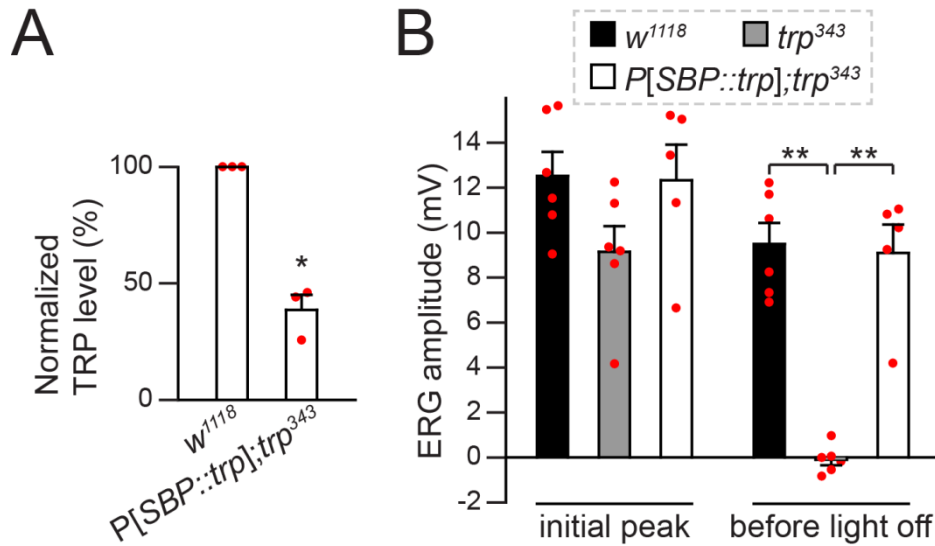 A
Normalized
TRP level (%)
100
50
0
*
w¹¹¹⁸
P[SBP::trp];trp³⁴³
B
w¹¹¹⁸
trp³⁴³
P[SBP::trp];trp³⁴³
ERG amplitude (mV)
14
12
10
8
6
4
2
0
-2
** **
initial peak before light off